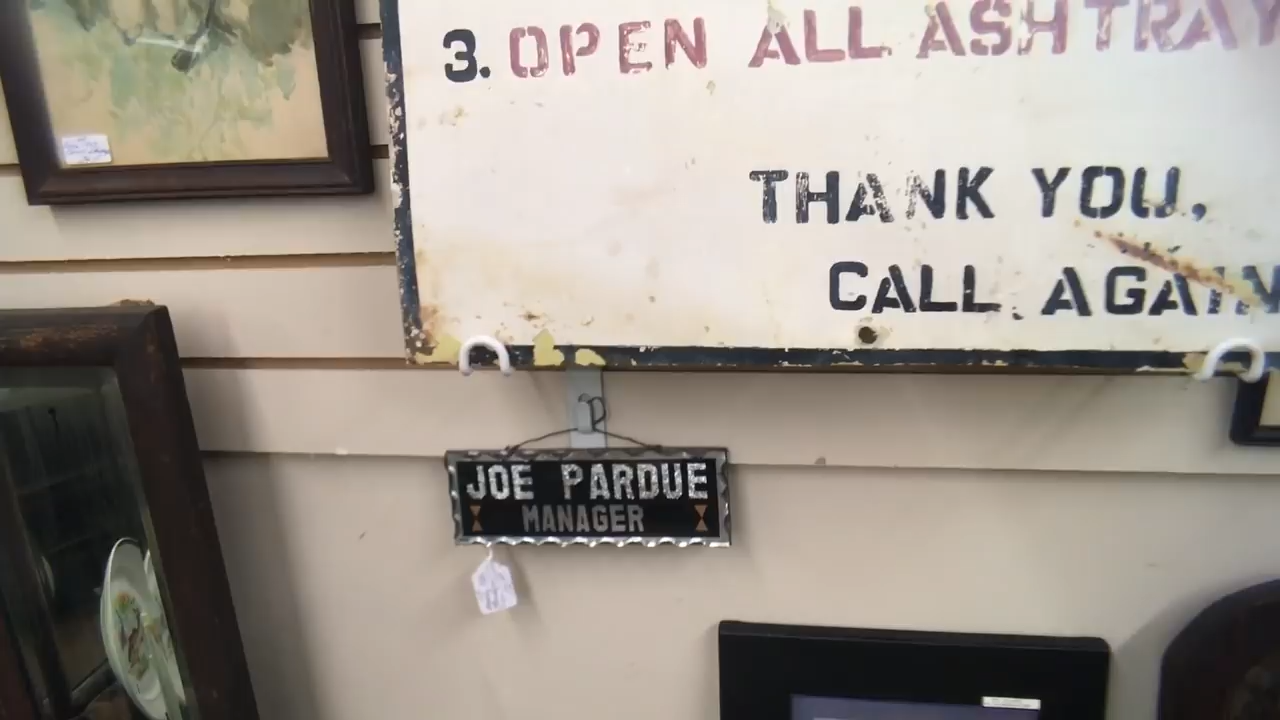 3. OPEN ALL ASHTRAY
THANK YOU,
CALL AGAIN
JOE PARDUE
MANAGER